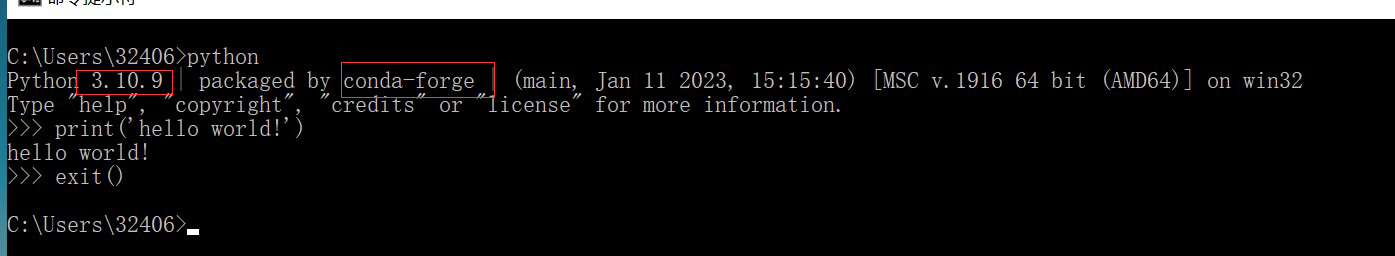 命令提示符
C:\Users\32406>python
Python 3.10.9 | packaged by conda-forge | (main, Jan 11 2023, 15:15:40) [MSC v.1916 64 bit (AMD64)] on win32
Type "help", "copyright", "credits" or "license" for more information.
>>> print('hello world!')
hello world!
>>> exit()
C:\Users\32406>